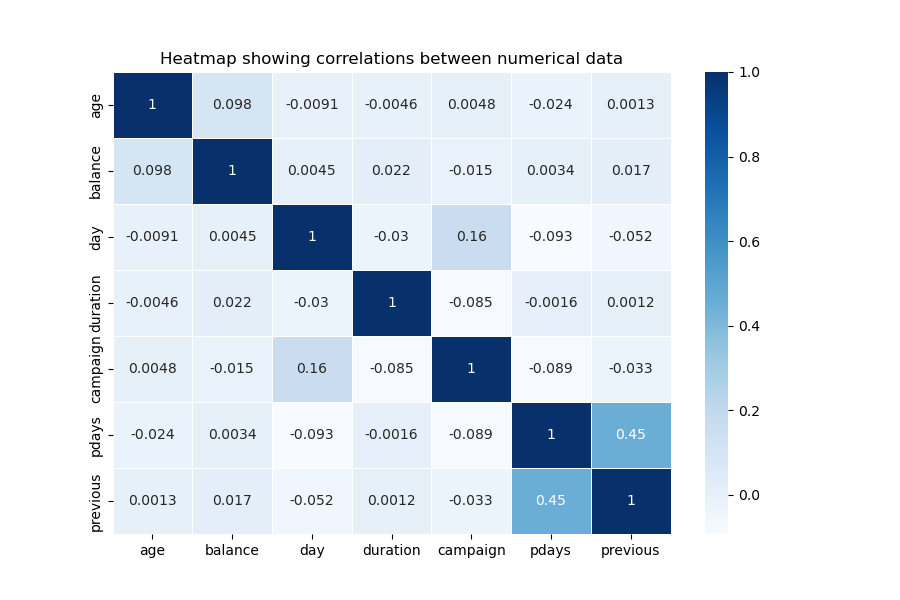 Heatmap showing correlations between numerical data
age 1 0.098 -0.0091 -0.0046 0.0048 -0.024 0.0013
balance 0.098 1 0.0045 0.022 -0.015 0.0034 0.017
day -0.0091 0.0045 1 -0.03 0.16 -0.093 -0.052
duration -0.0046 0.022 -0.03 1 -0.085 -0.0016 0.0012
campaign 0.0048 -0.015 0.16 -0.085 1 -0.089 -0.033
pdays -0.024 0.0034 -0.093 -0.0016 -0.089 1 0.45
previous 0.0013 0.017 -0.052 0.0012 -0.033 0.45 1
age balance day duration campaign pdays previous
1.0
0.8
0.6
0.4
0.2
0.0